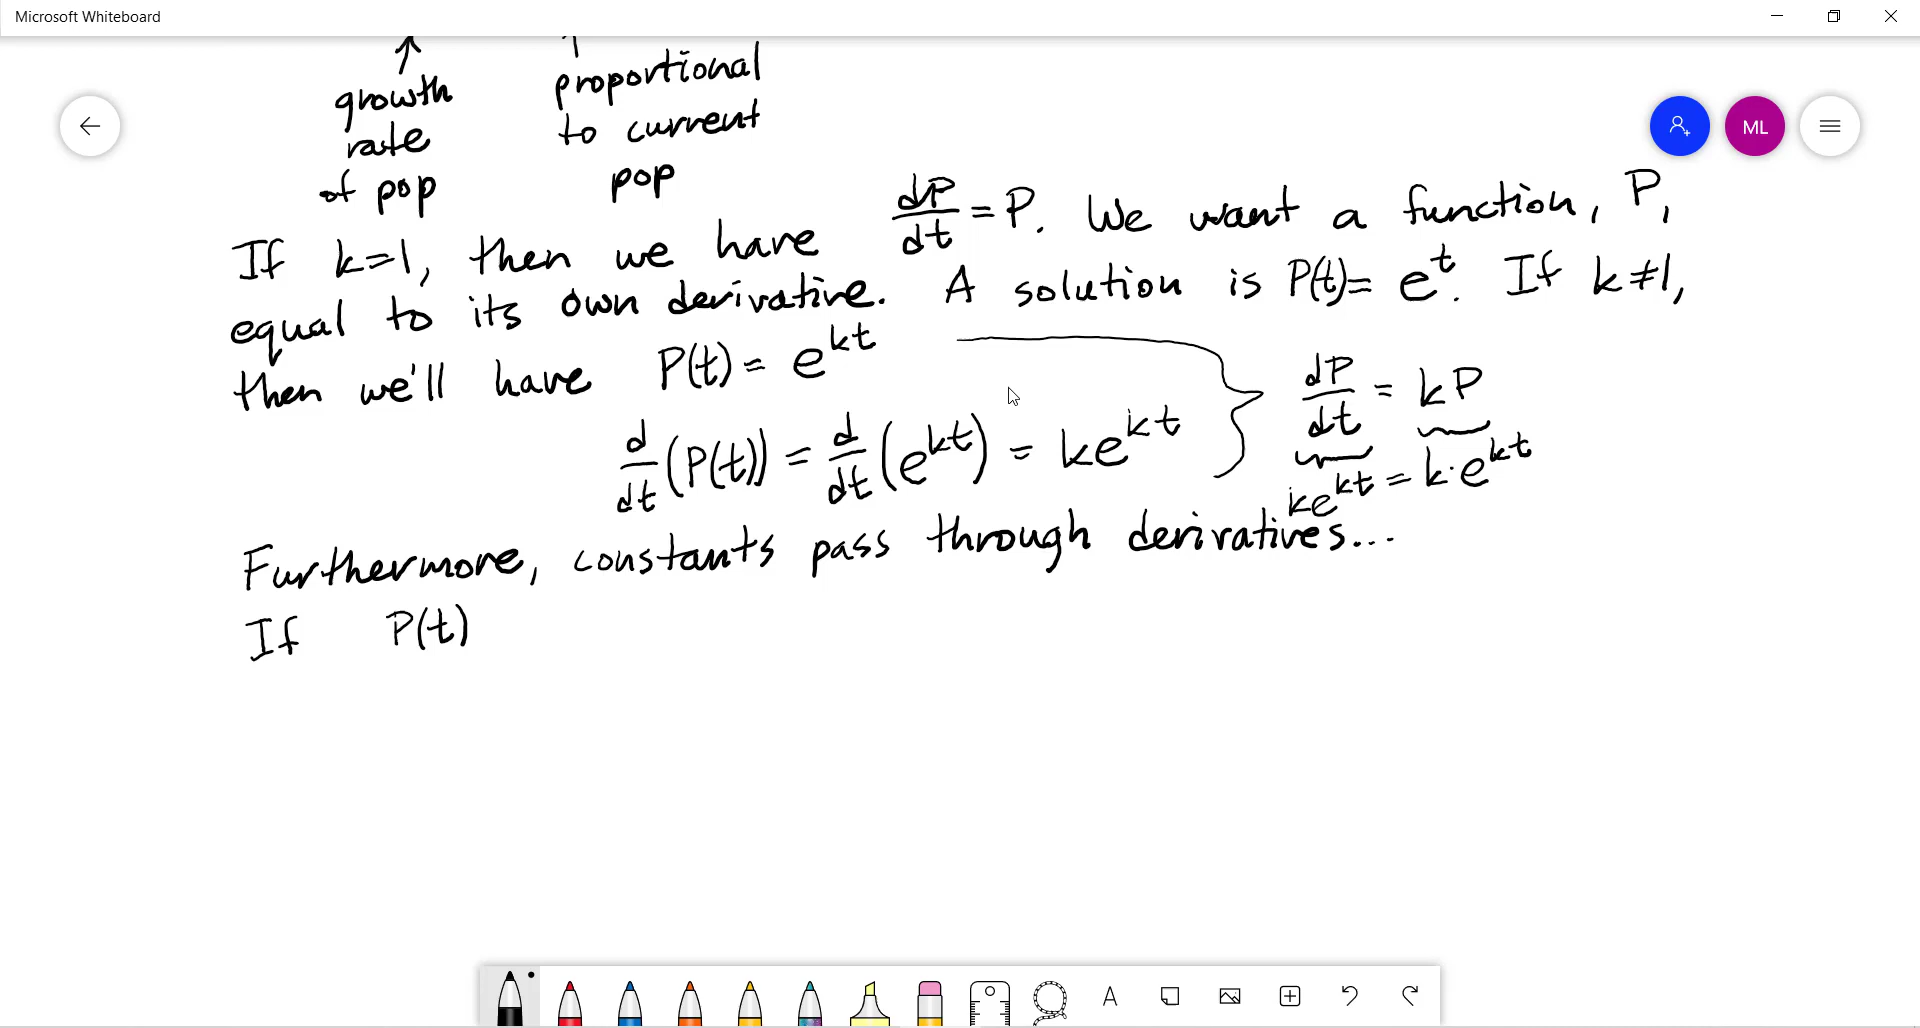 Microsoft Whiteboard
ML
↑ ↑
growth proportional
rate to current
of pop pop
If k=1, then we have dP/dt = P. We want a function, P,
equal to its own derivative. A solution is P(t)= e^t. If k≠1,
then we'll have P(t) = e^{kt}
dP/dt = kP
d/dt (P(t)) = d/dt (e^{kt}) = ke^{kt}
ke^{kt} = k·e^{kt}
Furthermore, constants pass through derivatives...
If P(t)
A